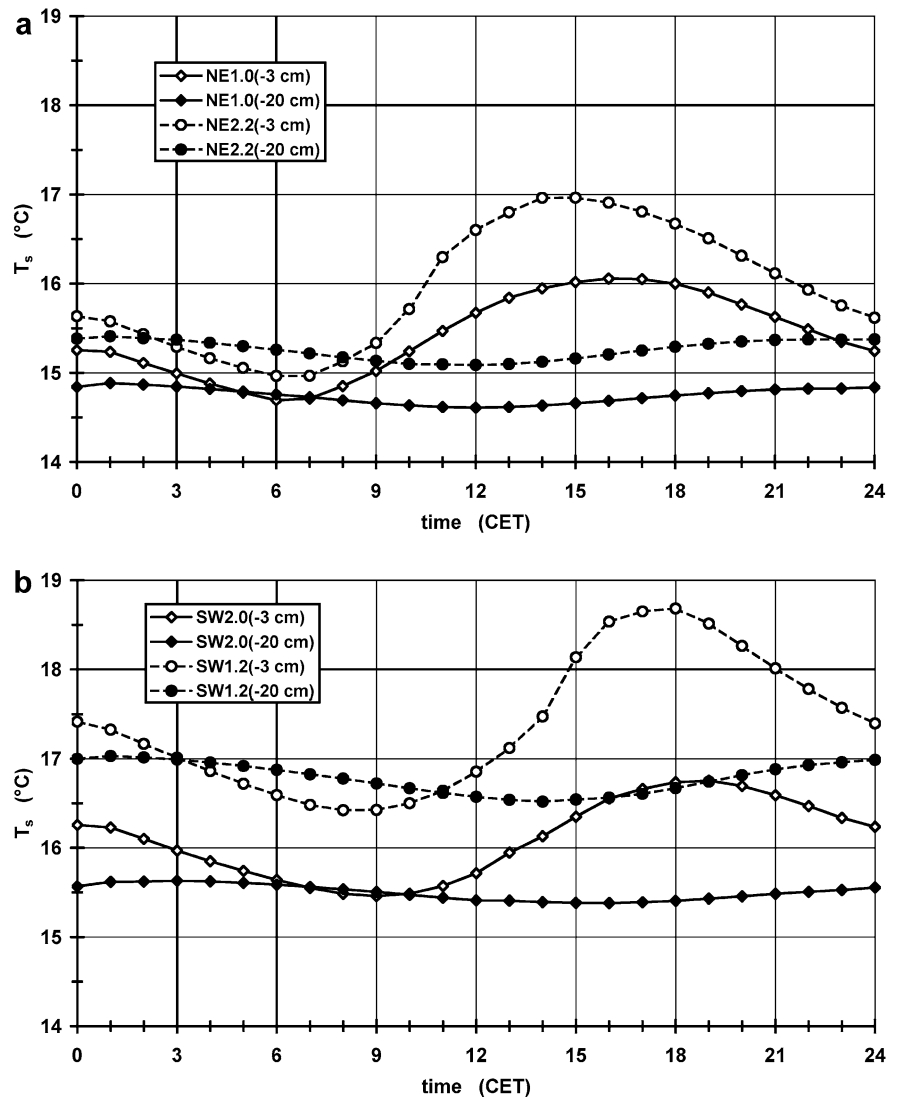 a
19
18
17
16
15
14
Ts (°C)
NE1.0(-3 cm)
NE1.0(-20 cm)
NE2.2(-3 cm)
NE2.2(-20 cm)
0 3 6 9 12 15 18 21 24
time (CET)
b
19
18
17
16
15
14
Ts (°C)
SW2.0(-3 cm)
SW2.0(-20 cm)
SW1.2(-3 cm)
SW1.2(-20 cm)
0 3 6 9 12 15 18 21 24
time (CET)